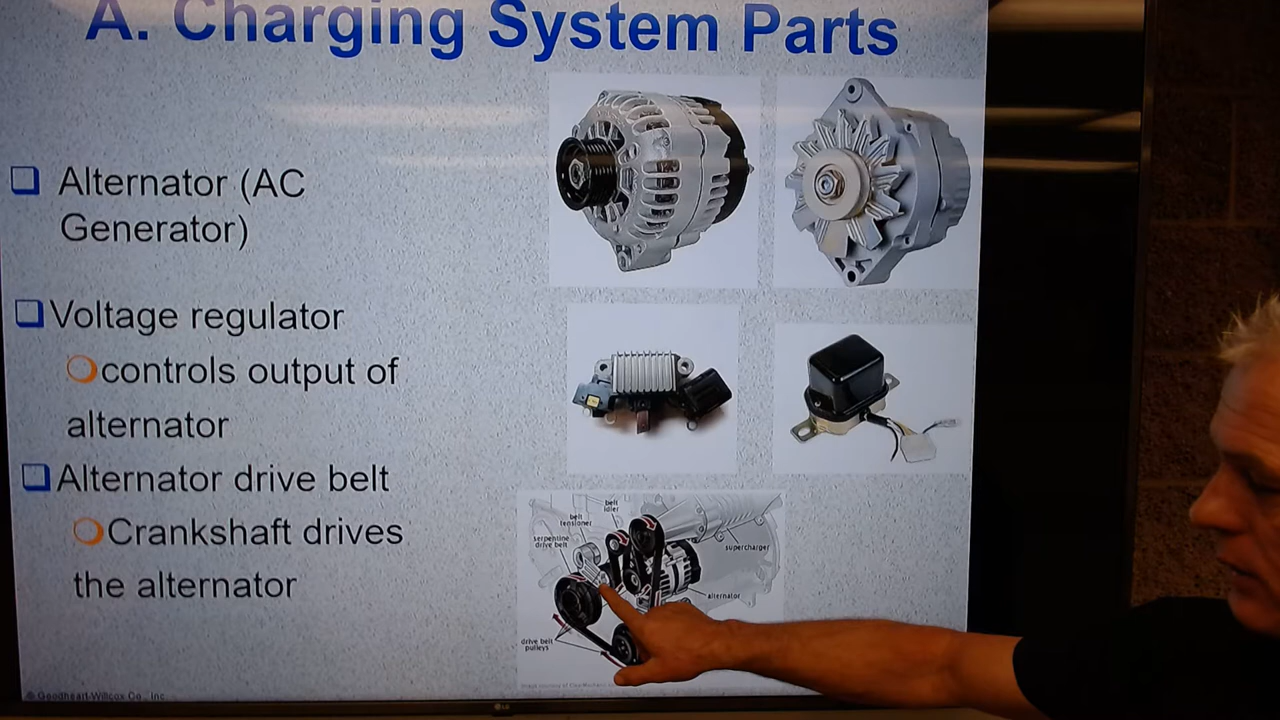 A. Charging System Parts
Alternator (AC
Generator)
Voltage regulator
controls output of
alternator
Alternator drive belt
Crankshaft drives
the alternator
belt
idler
belt
tensioner
serpentine
drive belt
supercharger
alternator
drive belt
pulleys
© Goodheart-Willcox Co., Inc
LG